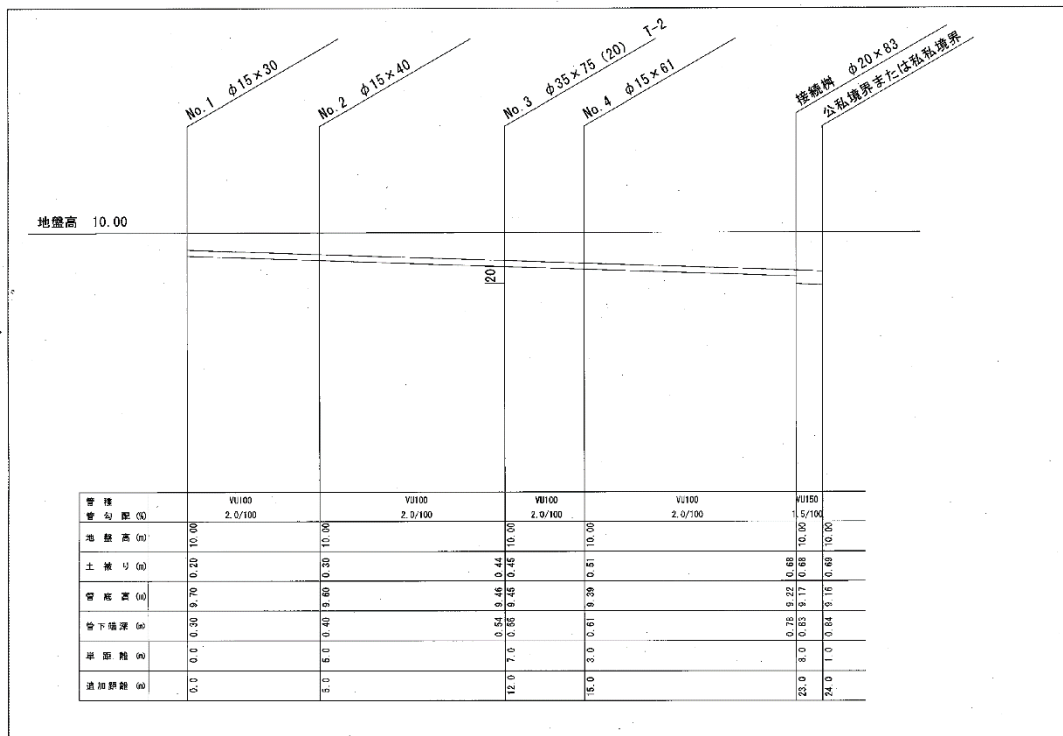 No.1 φ15×30
No.2 φ15×40
No.3 φ35×75 (20) T-2
No.4 φ15×61
接続桝 φ20×83
公私境界または私私境界
地盤高 10.00
20
管種 VU100 VU100 VU100 VU100 VU150
管勾配 (%) 2.0/100 2.0/100 2.0/100 2.0/100 1.5/100
地盤高 (m) 10.00 10.00 10.00 10.00 10.00 10.00
土被り (m) 0.20 0.30 0.44 0.45 0.51 0.68 0.68 0.69
管底高 (m) 9.70 9.60 9.46 9.45 9.39 9.22 9.17 9.16
管下端深 (m) 0.30 0.40 0.54 0.61 0.78 0.83 0.84
単距離 (m) 0.0 5.0 7.0 3.0 8.0 1.0
追加距離 (m) 0.0 5.0 12.0 15.0 23.0 24.0